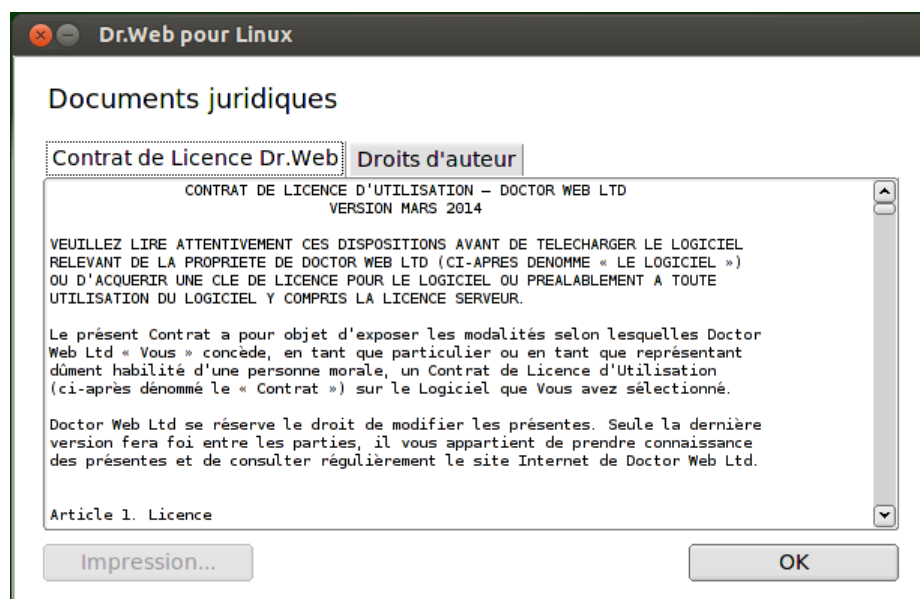 Dr.Web pour Linux
Documents juridiques
Contrat de Licence Dr.Web
Droits d'auteur
CONTRAT DE LICENCE D'UTILISATION – DOCTOR WEB LTD
VERSION MARS 2014
VEUILLEZ LIRE ATTENTIVEMENT CES DISPOSITIONS AVANT DE TELECHARGER LE LOGICIEL
RELEVANT DE LA PROPRIETE DE DOCTOR WEB LTD (CI-APRES DENOMME « LE LOGICIEL »)
OU D'ACQUERIR UNE CLE DE LICENCE POUR LE LOGICIEL OU PREALABLEMENT A TOUTE
UTILISATION DU LOGICIEL Y COMPRIS LA LICENCE SERVEUR.
Le présent Contrat a pour objet d'exposer les modalités selon lesquelles Doctor
Web Ltd « Vous » concède, en tant que particulier ou en tant que représentant
dûment habilité d'une personne morale, un Contrat de Licence d'Utilisation
(ci-après dénommé le « Contrat ») sur le Logiciel que Vous avez sélectionné.
Doctor Web Ltd se réserve le droit de modifier les présentes. Seule la dernière
version fera foi entre les parties, il vous appartient de prendre connaissance
des présentes et de consulter régulièrement le site Internet de Doctor Web Ltd.
Article 1. Licence
Impression...
OK